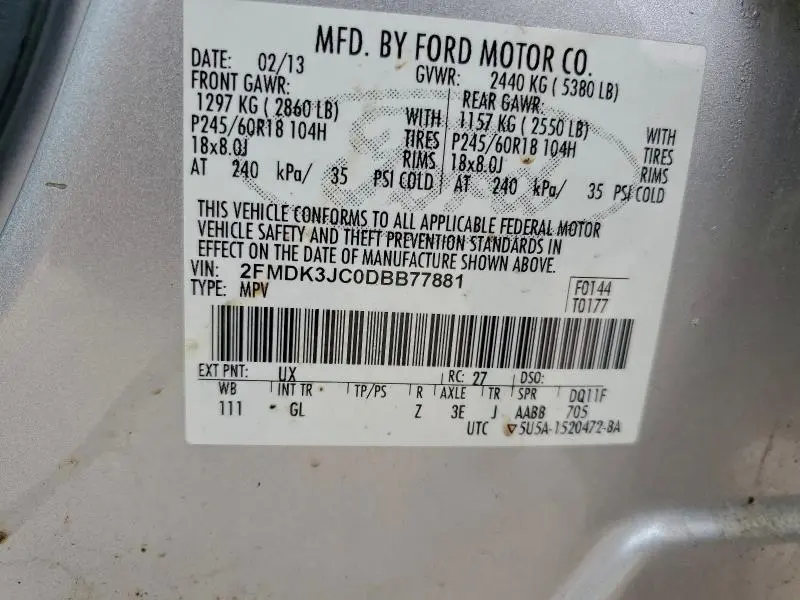 MFD. BY FORD MOTOR CO.
DATE: 02/13 GVWR: 2440 KG ( 5380 LB)
FRONT GAWR: REAR GAWR:
1297 KG ( 2860 LB) WITH 1157 KG ( 2550 LB) WITH
P245/60R18 104H TIRES P245/60R18 104H TIRES
18x8.0J RIMS 18x8.0J RIMS
AT 240 kPa/ 35 PSI COLD AT 240 kPa/ 35 PSI COLD
THIS VEHICLE CONFORMS TO ALL APPLICABLE FEDERAL MOTOR
VEHICLE SAFETY AND THEFT PREVENTION STANDARDS IN
EFFECT ON THE DATE OF MANUFACTURE SHOWN ABOVE.
VIN: 2FMDK3JC0DBB77881
TYPE: MPV
F0144
T0177
EXT PNT: UX RC: 27 DSO:
WB INT TR TP/PS R AXLE TR SPR DQ11F
111 GL Z 3E J AABB 705
UTC 5U5A-1520472-BA